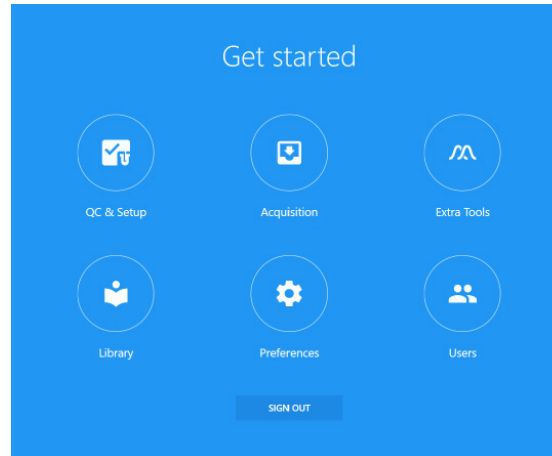 Get started
QC & Setup
Acquisition
Extra Tools
Library
Preferences
Users
SIGN OUT